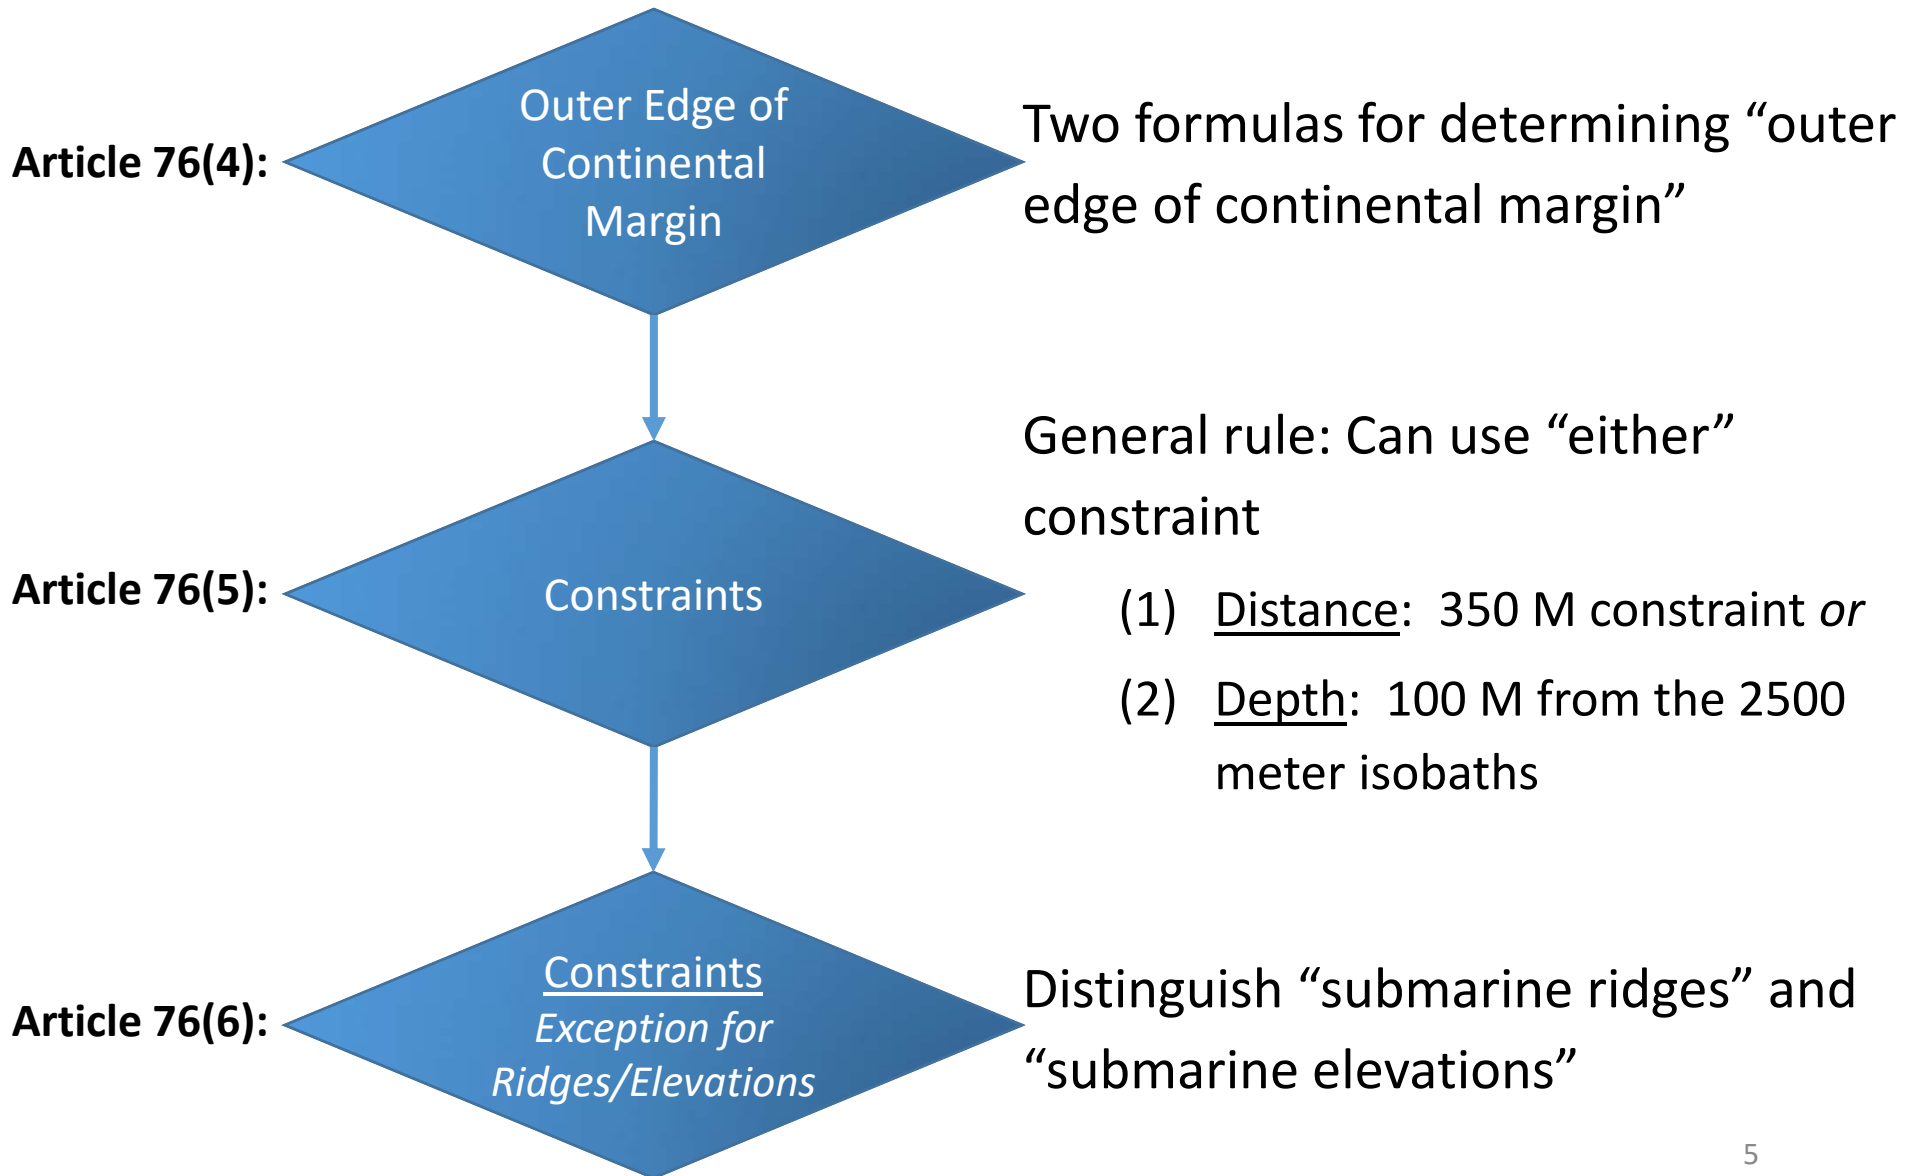 Article 76(4):
Outer Edge of
Continental
Margin
Two formulas for determining “outer
edge of continental margin”
Article 76(5):
Constraints
General rule: Can use “either”
constraint
(1) Distance: 350 M constraint or
(2) Depth: 100 M from the 2500
meter isobaths
Article 76(6):
Constraints
Exception for
Ridges/Elevations
Distinguish “submarine ridges” and
“submarine elevations”
5